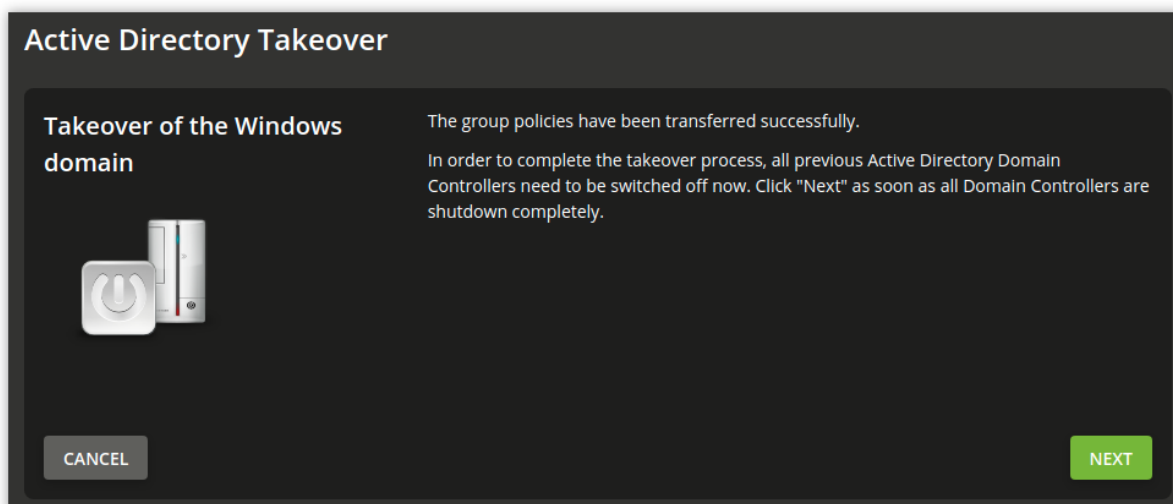 Active Directory Takeover
Takeover of the Windows
domain
The group policies have been transferred successfully.
In order to complete the takeover process, all previous Active Directory Domain
Controllers need to be switched off now. Click "Next" as soon as all Domain Controllers are
shutdown completely.
CANCEL
NEXT